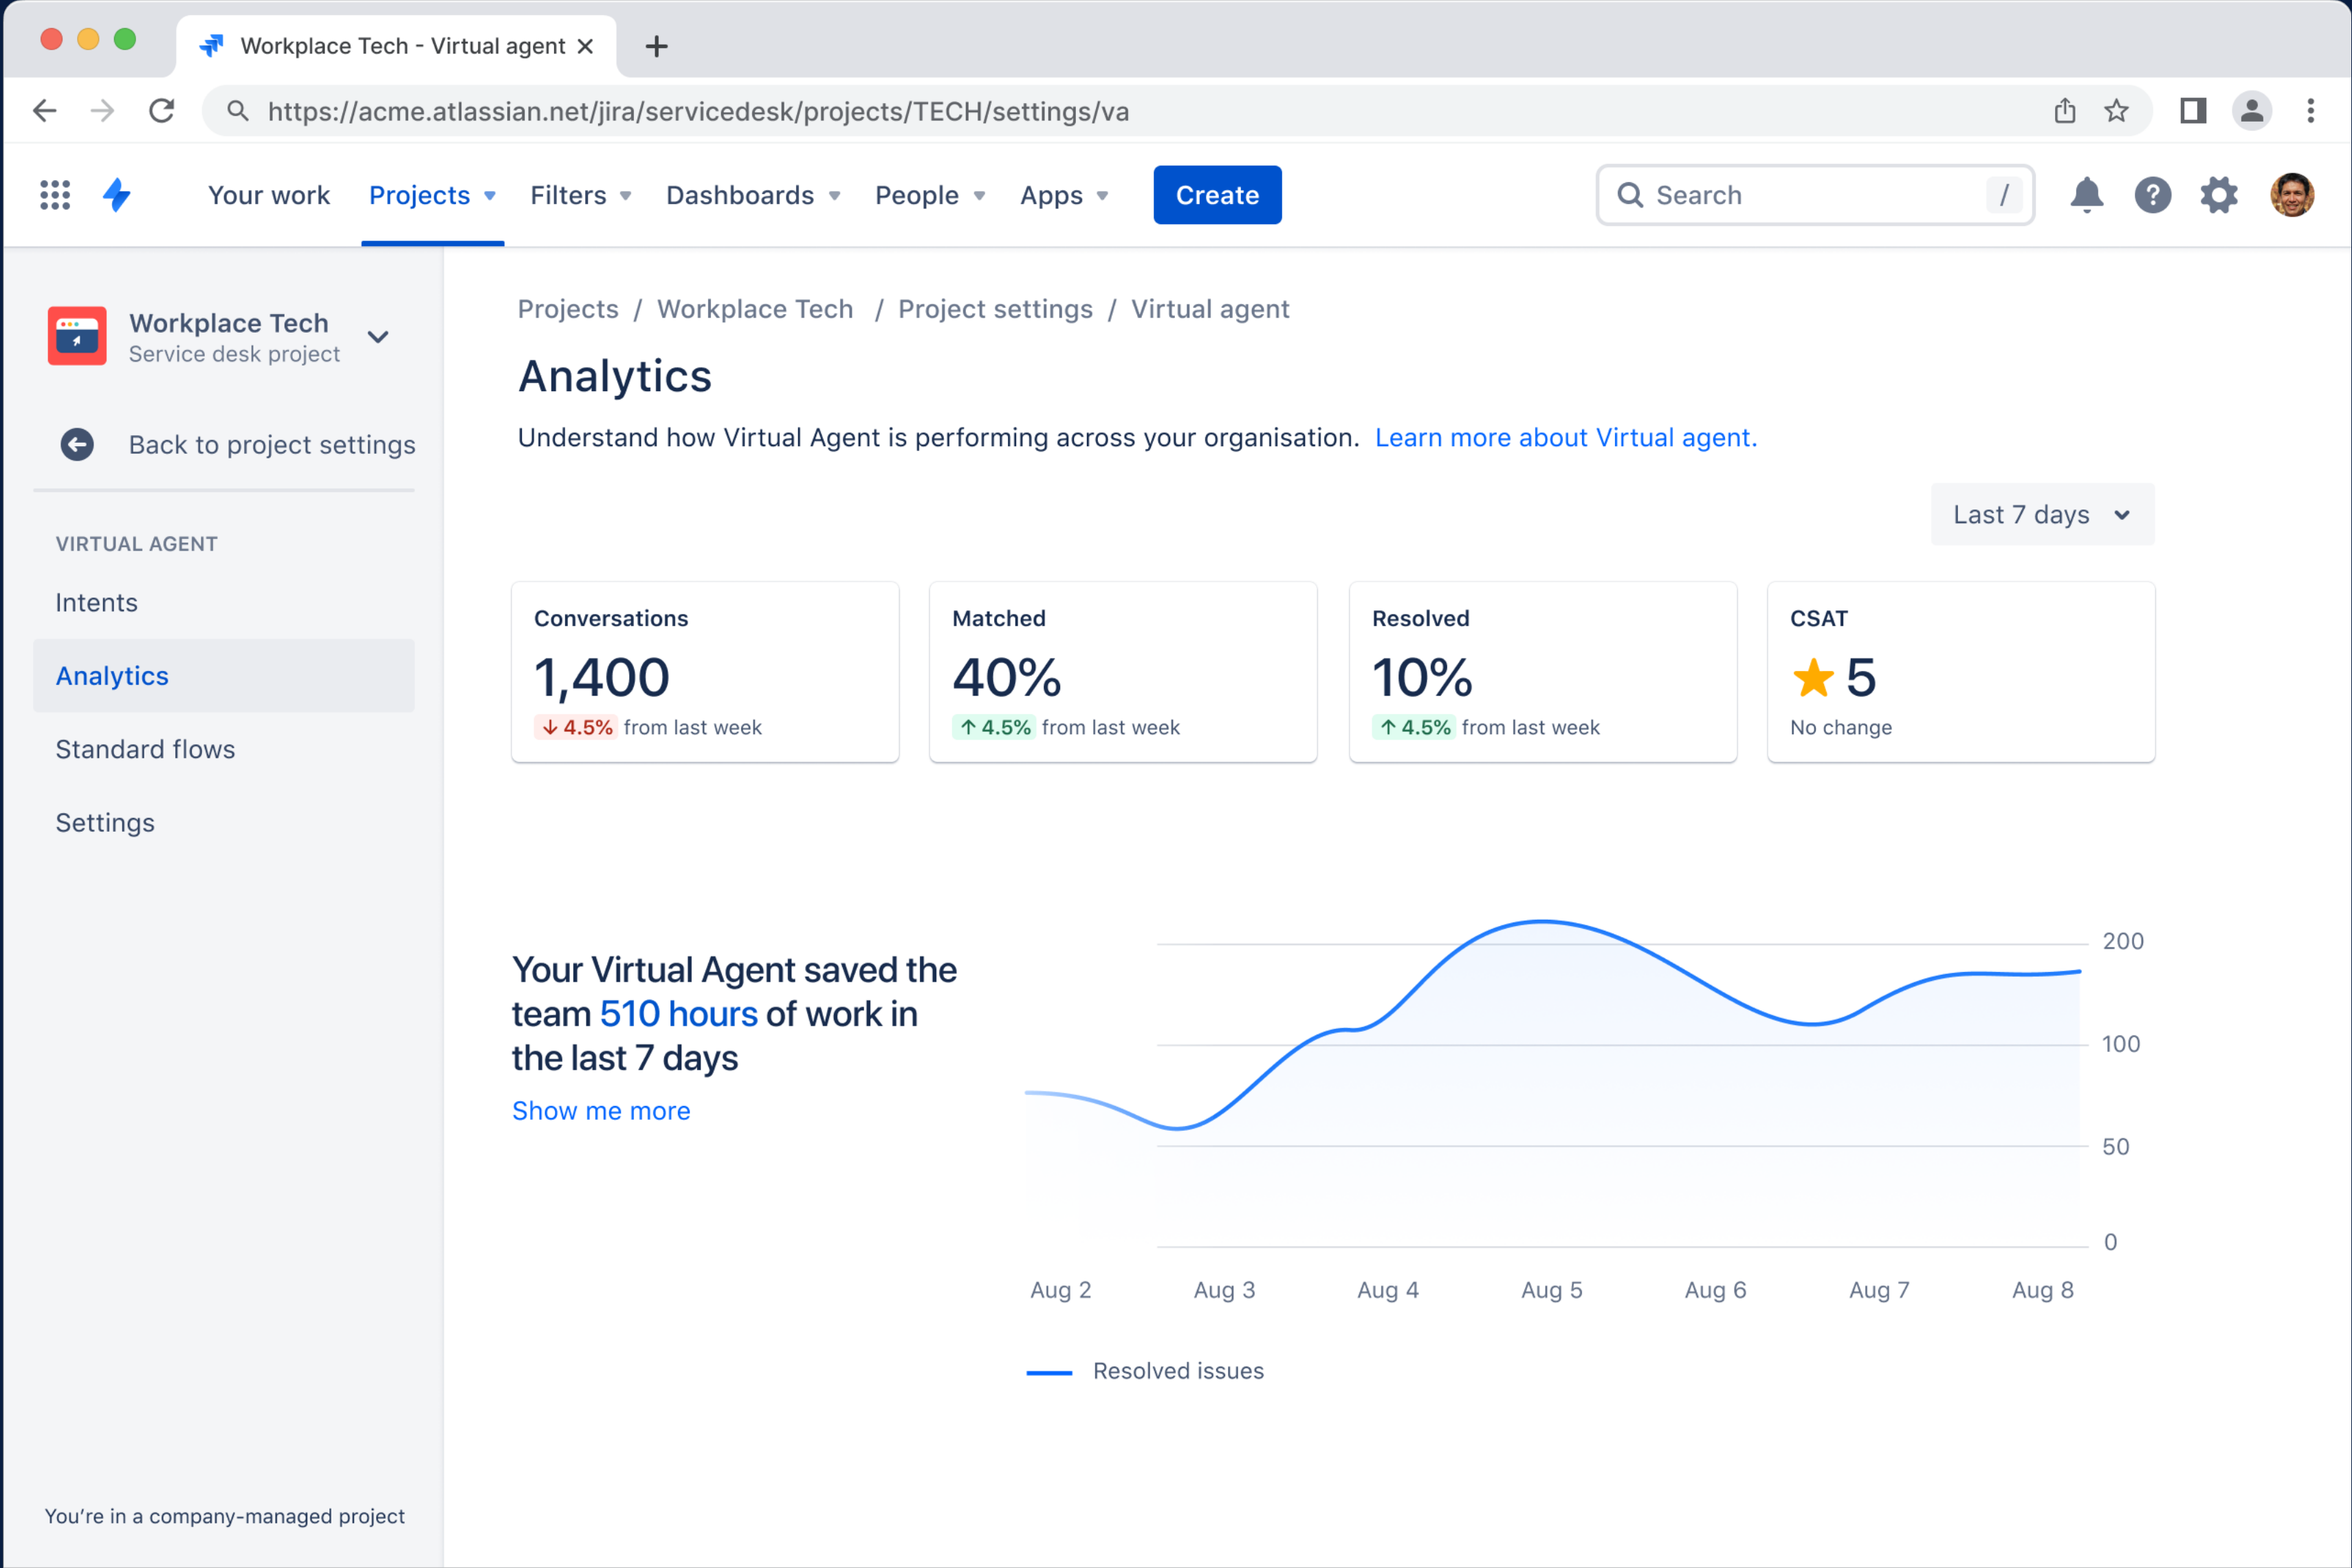 Workplace Tech - Virtual agent
https://acme.atlassian.net/jira/servicedesk/projects/TECH/settings/va
Your work Projects Filters Dashboards People Apps Create Search /
Workplace Tech
Service desk project
Back to project settings
VIRTUAL AGENT
Intents
Analytics
Standard flows
Settings
You’re in a company-managed project
Projects / Workplace Tech / Project settings / Virtual agent
Analytics
Understand how Virtual Agent is performing across your organisation. Learn more about Virtual agent.
Last 7 days
Conversations
1,400
↓ 4.5% from last week
Matched
40%
↑ 4.5% from last week
Resolved
10%
↑ 4.5% from last week
CSAT
5
No change
Your Virtual Agent saved the
team 510 hours of work in
the last 7 days
Show me more
200
100
50
0
Aug 2 Aug 3 Aug 4 Aug 5 Aug 6 Aug 7 Aug 8
Resolved issues